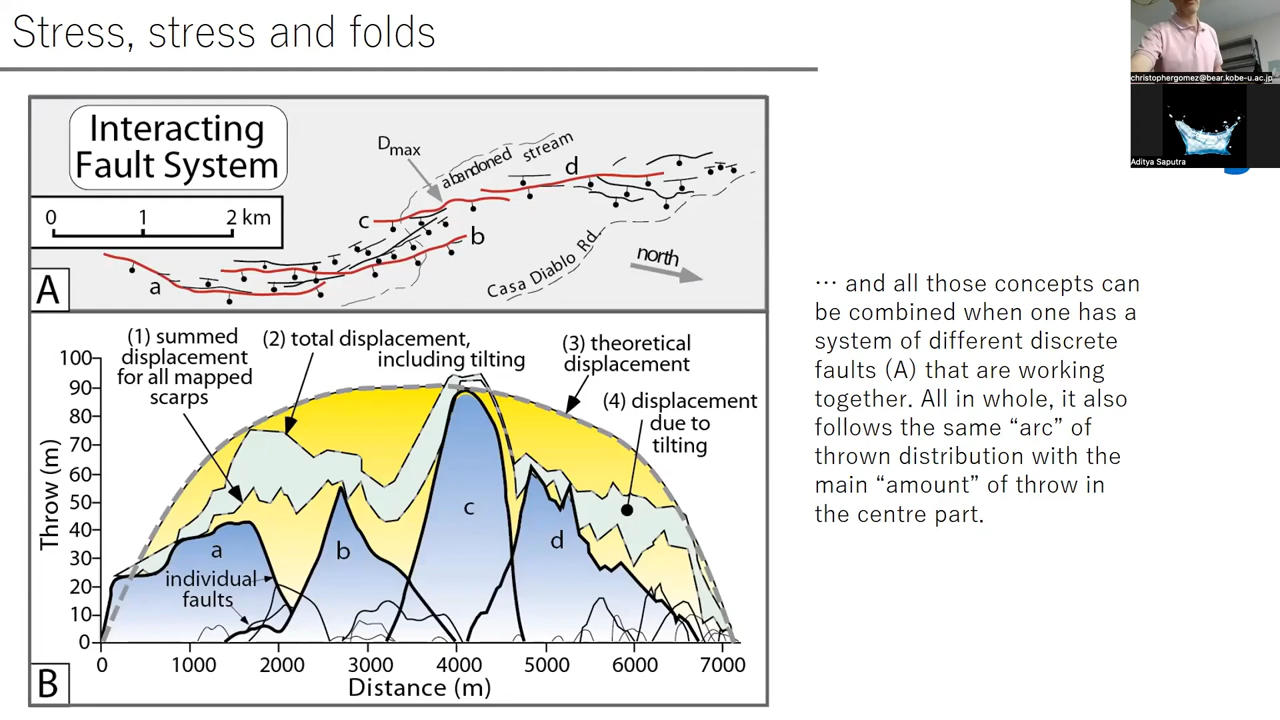 Stress, stress and folds
christophergomez@bear.kobe-u.ac.jp
Aditya Saputra
Interacting
Fault System
0 1 2 km
A
Dmax
abandoned stream
a
b
c
d
Casa Diablo Rd.
north
(1) summed
displacement
for all mapped
scarps
(2) total displacement,
including tilting
(3) theoretical
displacement
(4) displacement
due to
tilting
Throw (m)
100
90
80
70
60
50
40
30
20
10
0
a
b
c
d
individual
faults
0 1000 2000 3000 4000 5000 6000 7000
Distance (m)
B
… and all those concepts can
be combined when one has a
system of different discrete
faults (A) that are working
together. All in whole, it also
follows the same “arc” of
thrown distribution with the
main “amount” of throw in
the centre part.